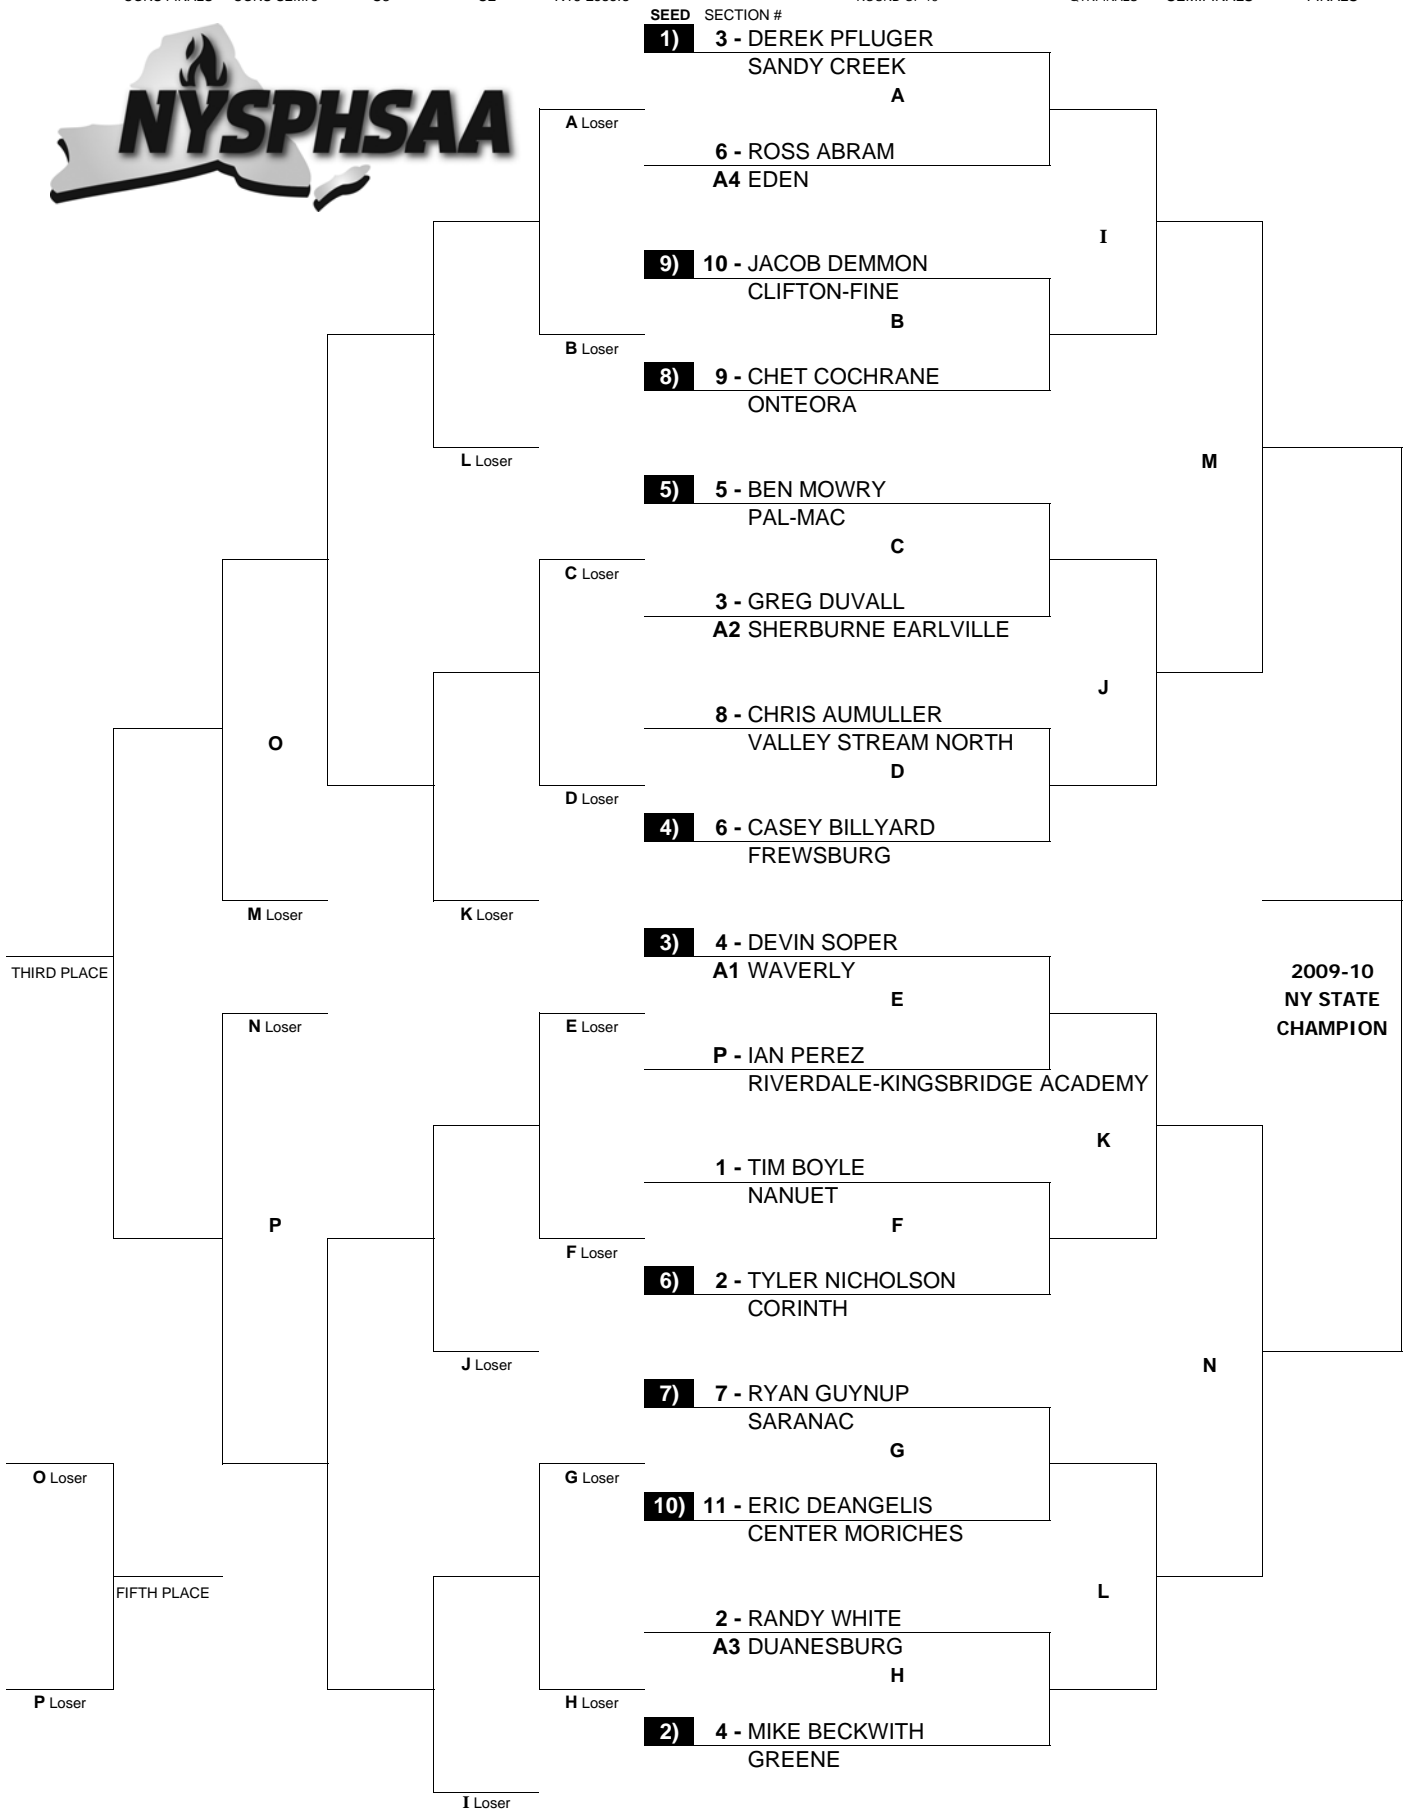 SEED SECTION #
1) 3 - DEREK PFLUGER
SANDY CREEK
NYSPHSAA
A
A Loser
6 - ROSS ABRAM
A4 EDEN
I
9) 10 - JACOB DEMMON
CLIFTON-FINE
B
B Loser
8) 9 - CHET COCHRANE
ONTEORA
L Loser
M
5) 5 - BEN MOWRY
PAL-MAC
C
C Loser
3 - GREG DUVALL
A2 SHERBURNE EARLVILLE
J
8 - CHRIS AUMULLER
O
VALLEY STREAM NORTH
D
D Loser
4) 6 - CASEY BILLYARD
FREWSBURG
M Loser
K Loser
3) 4 - DEVIN SOPER
THIRD PLACE
A1 WAVERLY
2009-10
E
NY STATE
N Loser
E Loser
CHAMPION
P - IAN PEREZ
RIVERDALE-KINGSBRIDGE ACADEMY
K
1 - TIM BOYLE
NANUET
P
F
F Loser
6) 2 - TYLER NICHOLSON
CORINTH
J Loser
N
7) 7 - RYAN GUYNUP
SARANAC
G
O Loser
G Loser
10) 11 - ERIC DEANGELIS
CENTER MORICHES
FIFTH PLACE
L
2 - RANDY WHITE
A3 DUANESBURG
H
P Loser
H Loser
2) 4 - MIKE BECKWITH
GREENE
I Loser